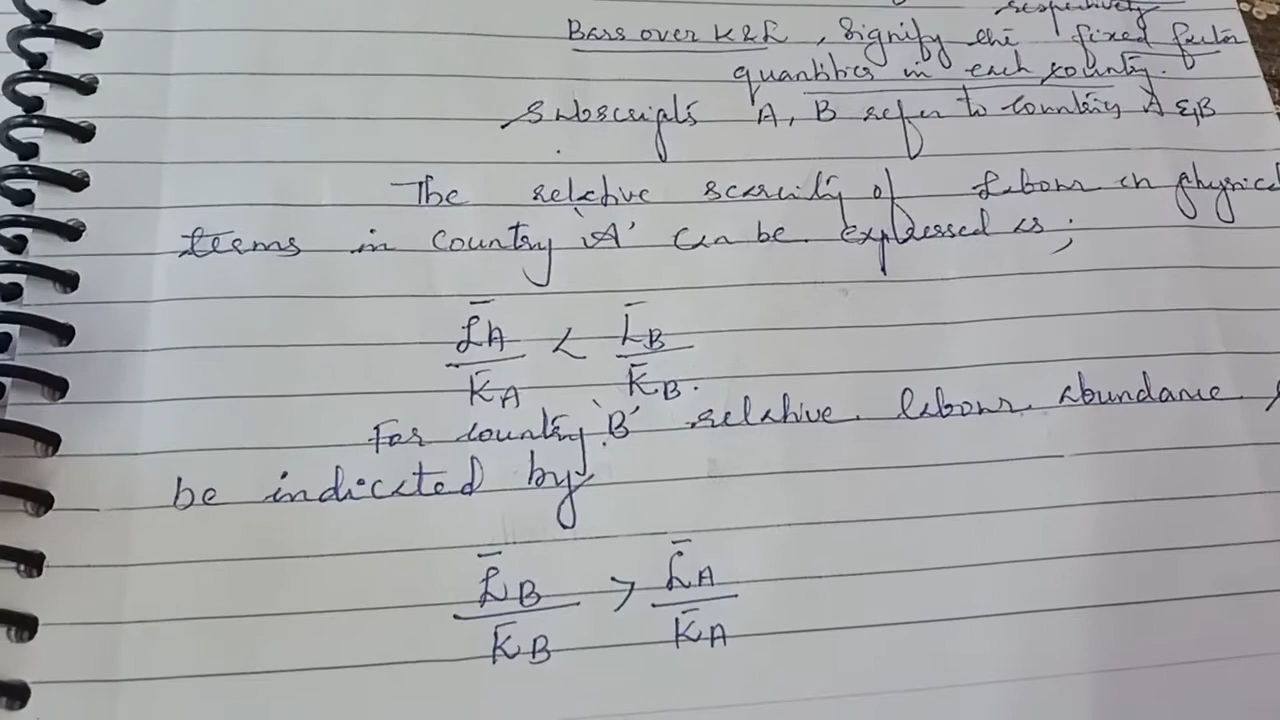 respectively
Bars over K & L, Signify the fixed factor
quantities in each country.
Subscripts A, B refer to country A & B
The relative scarcity of Labour in physical
terms in country 'A' can be expressed as;
L̄A / K̄A < L̄B / K̄B.
For country 'B' relative labour abundance
be indicated by
L̄B / K̄B > L̄A / K̄A